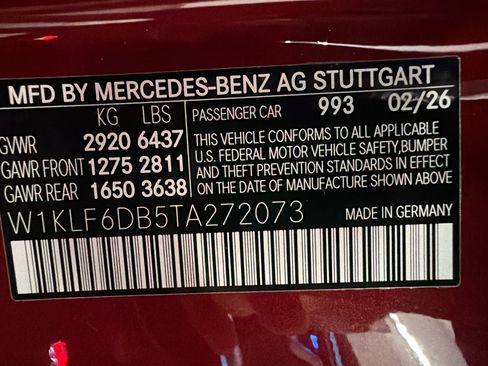 MFD BY MERCEDES-BENZ AG STUTTGART
KG LBS
GVWR 2920 6437
GAWR FRONT 1275 2811
GAWR REAR 1650 3638
PASSENGER CAR 993 02/26
THIS VEHICLE CONFORMS TO ALL APPLICABLE
U.S. FEDERAL MOTOR VEHICLE SAFETY, BUMPER
AND THEFT PREVENTION STANDARDS IN EFFECT
ON THE DATE OF MANUFACTURE SHOWN ABOVE.
W1KLF6DB5TA272073
MADE IN GERMANY